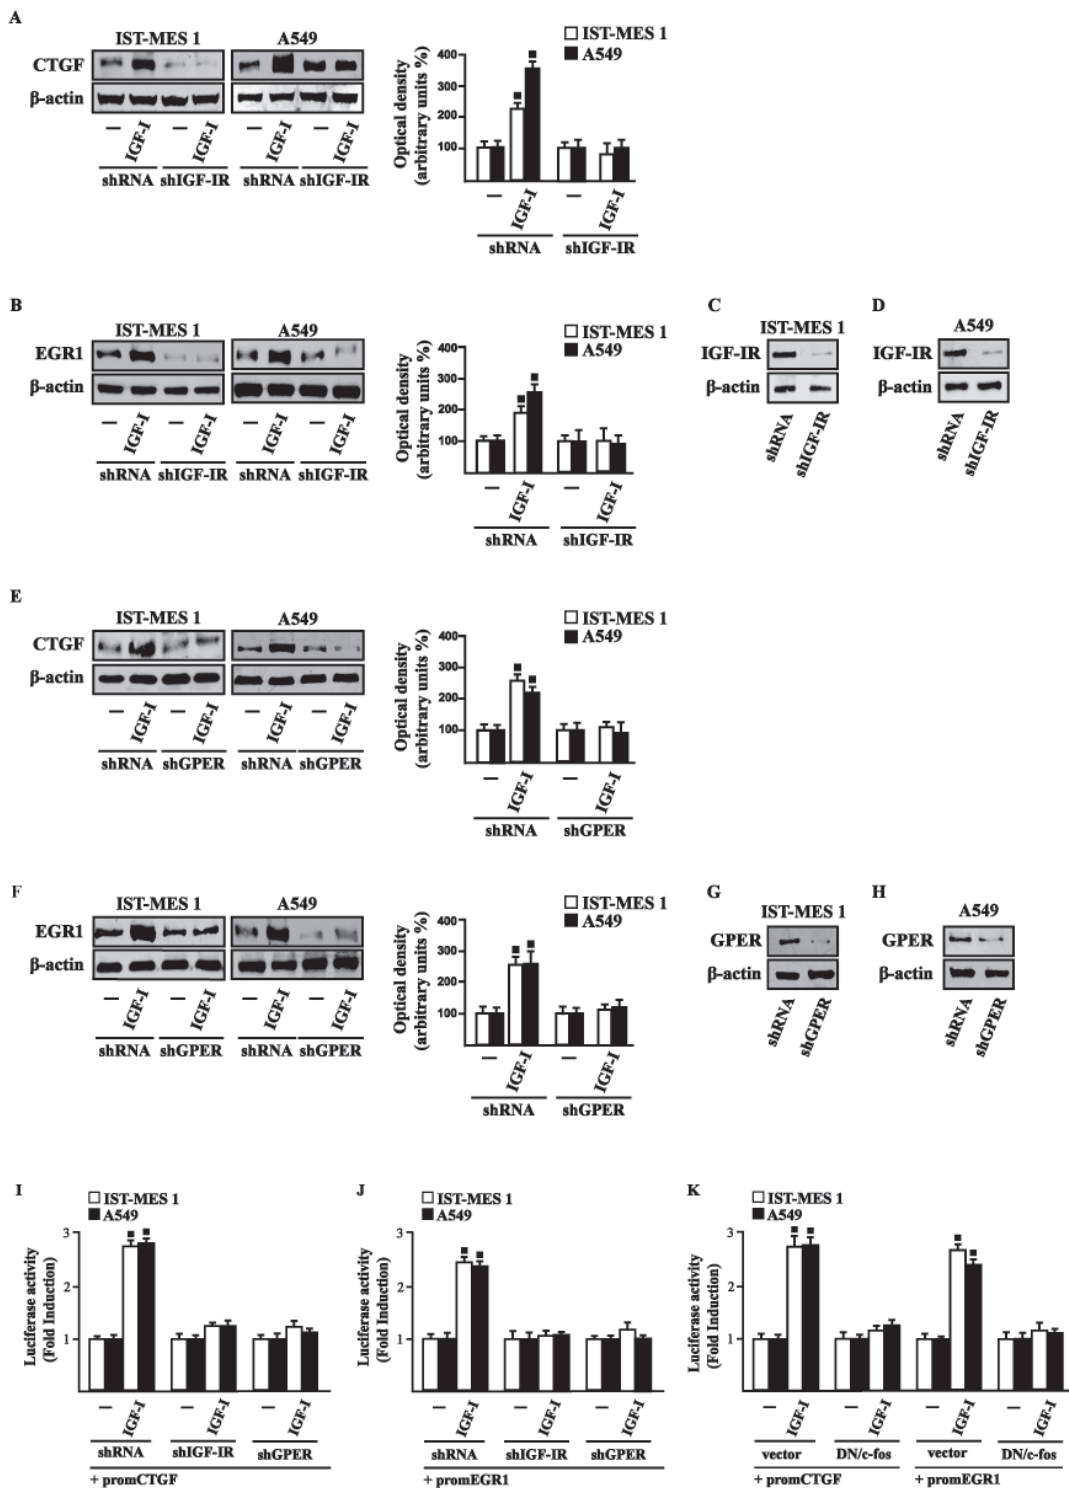 A
IST-MES 1
A549
CTGF
β-actin
— IGF-I — IGF-I — IGF-I — IGF-I
shRNA shIGF-IR shRNA shIGF-IR
IST-MES 1
A549
Optical density
(arbitrary units %)
400
300
200
100
— IGF-I — IGF-I
shRNA shIGF-IR
B
IST-MES 1
A549
EGR1
β-actin
— IGF-I — IGF-I — IGF-I — IGF-I
shRNA shIGF-IR shRNA shIGF-IR
IST-MES 1
A549
Optical density
(arbitrary units %)
400
300
200
100
— IGF-I — IGF-I
shRNA shIGF-IR
C
IST-MES 1
IGF-IR
β-actin
shRNA shIGF-IR
D
A549
IGF-IR
β-actin
shRNA shIGF-IR
E
IST-MES 1
A549
CTGF
β-actin
— IGF-I — IGF-I — IGF-I — IGF-I
shRNA shGPER shRNA shGPER
IST-MES 1
A549
Optical density
(arbitrary units %)
400
300
200
100
— IGF-I — IGF-I
shRNA shGPER
F
IST-MES 1
A549
EGR1
β-actin
— IGF-I — IGF-I — IGF-I — IGF-I
shRNA shGPER shRNA shGPER
IST-MES 1
A549
Optical density
(arbitrary units %)
400
300
200
100
— IGF-I — IGF-I
shRNA shGPER
G
IST-MES 1
GPER
β-actin
shRNA shGPER
H
A549
GPER
β-actin
shRNA shGPER
I
IST-MES 1
A549
Luciferase activity
(Fold Induction)
3
2
1
— IGF-I — IGF-I — IGF-I
shRNA shIGF-IR shGPER
+ promCTGF
J
IST-MES 1
A549
Luciferase activity
(Fold Induction)
3
2
1
— IGF-I — IGF-I — IGF-I
shRNA shIGF-IR shGPER
+ promEGR1
K
IST-MES 1
A549
Luciferase activity
(Fold Induction)
3
2
1
— IGF-I — IGF-I — IGF-I — IGF-I
vector DN/c-fos vector DN/c-fos
+ promCTGF + promEGR1